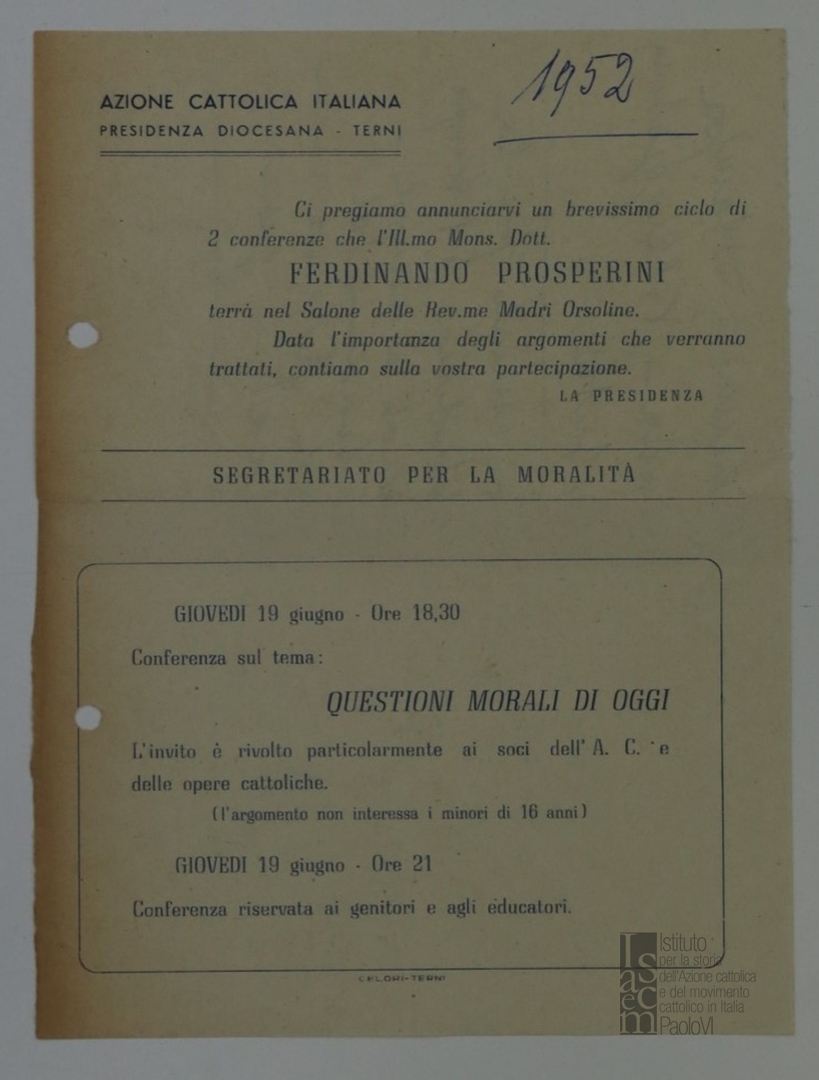 AZIONE CATTOLICA ITALIANA
PRESIDENZA DIOCESANA - TERNI
1952
Ci pregiamo annunciarvi un brevissimo ciclo di
2 conferenze che l'Ill.mo Mons. Dott.
FERDINANDO PROSPERINI
terrà nel Salone delle Rev.me Madri Orsoline.
Data l'importanza degli argomenti che verranno
trattati, contiamo sulla vostra partecipazione.
LA PRESIDENZA
SEGRETARIATO PER LA MORALITÀ
GIOVEDI 19 giugno - Ore 18,30
Conferenza sul tema:
QUESTIONI MORALI DI OGGI
L'invito è rivolto particolarmente ai soci dell' A. C. e
delle opere cattoliche.
(l'argomento non interessa i minori di 16 anni)
GIOVEDI 19 giugno - Ore 21
Conferenza riservata ai genitori e agli educatori.
CELORI-TERNI
Isacem
Istituto
per la storia
dell'Azione cattolica
e del movimento
cattolico in Italia
PaoloVI